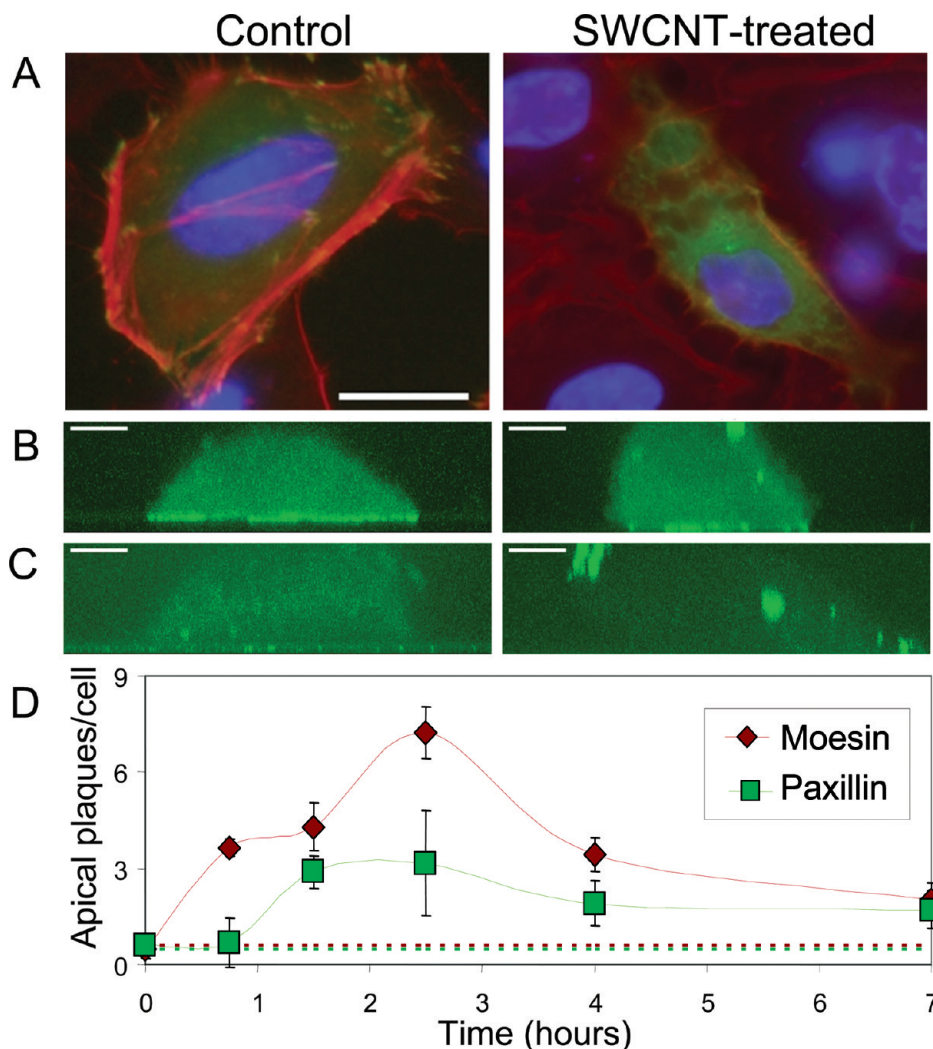 Control
SWCNT-treated
A
B
C
D
Apical plaques/cell
9
6
3
0
Moesin
Paxillin
0 1 2 3 4 5 6 7
Time (hours)